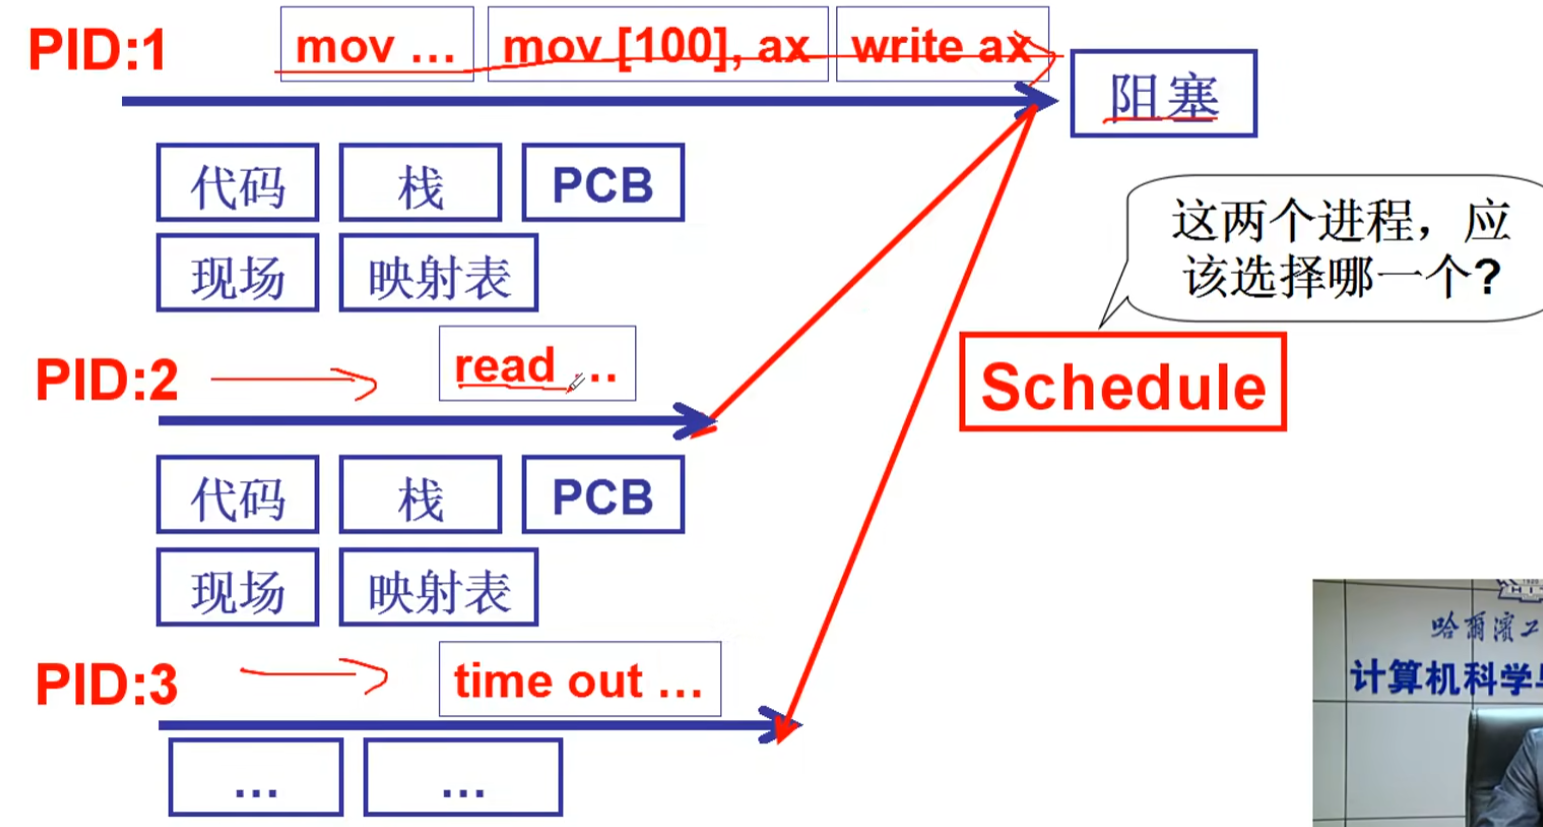 PID:1
mov ...
mov [100], ax
write ax
阻塞
代码
栈
PCB
现场
映射表
这两个进程，应
该选择哪一个?
Schedule
PID:2
read ...
代码
栈
PCB
现场
映射表
PID:3
time out ...
...
...
哈爾濱工
计算机科学与